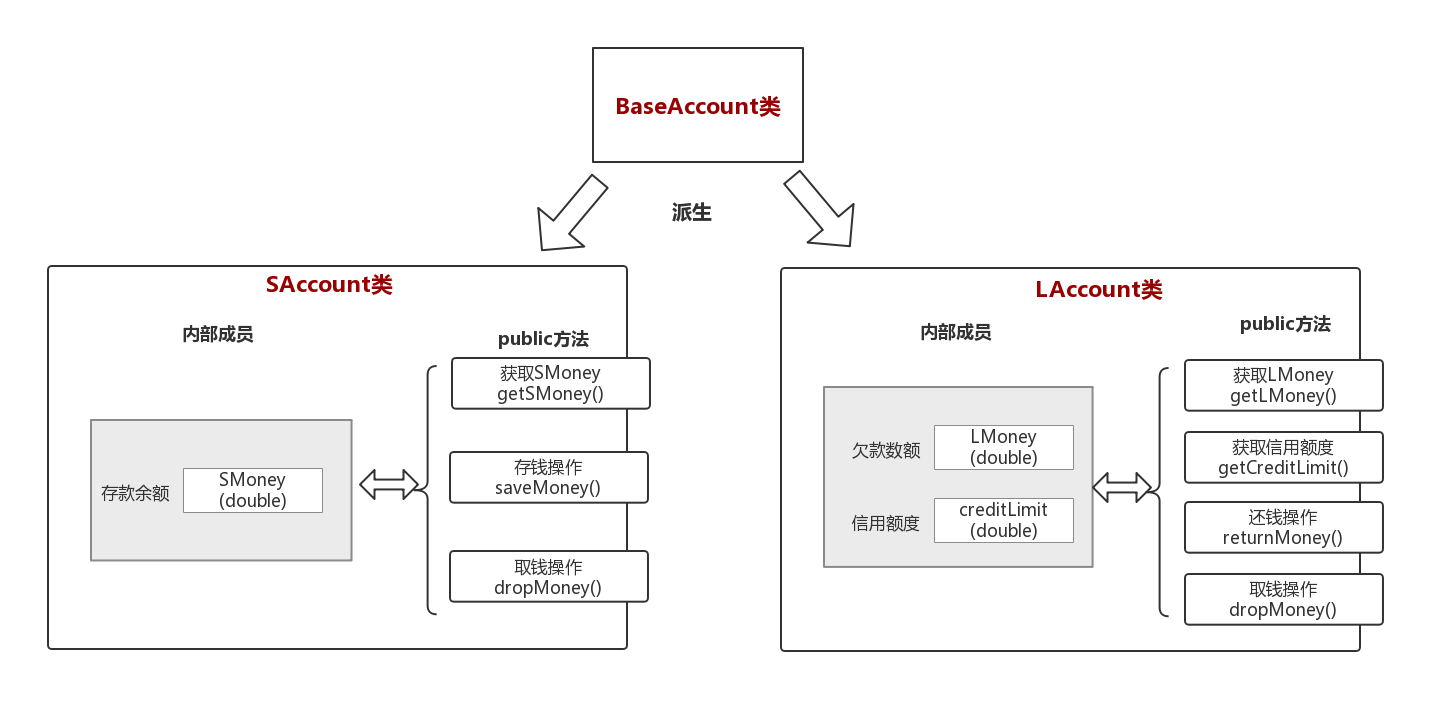 BaseAccount类
派生
SAccount类
内部成员
public方法
存款余额
SMoney
(double)
获取SMoney
getSMoney()
存钱操作
saveMoney()
取钱操作
dropMoney()
LAccount类
内部成员
public方法
欠款数额
LMoney
(double)
信用额度
creditLimit
(double)
获取LMoney
getLMoney()
获取信用额度
getCreditLimit()
还钱操作
returnMoney()
取钱操作
dropMoney()